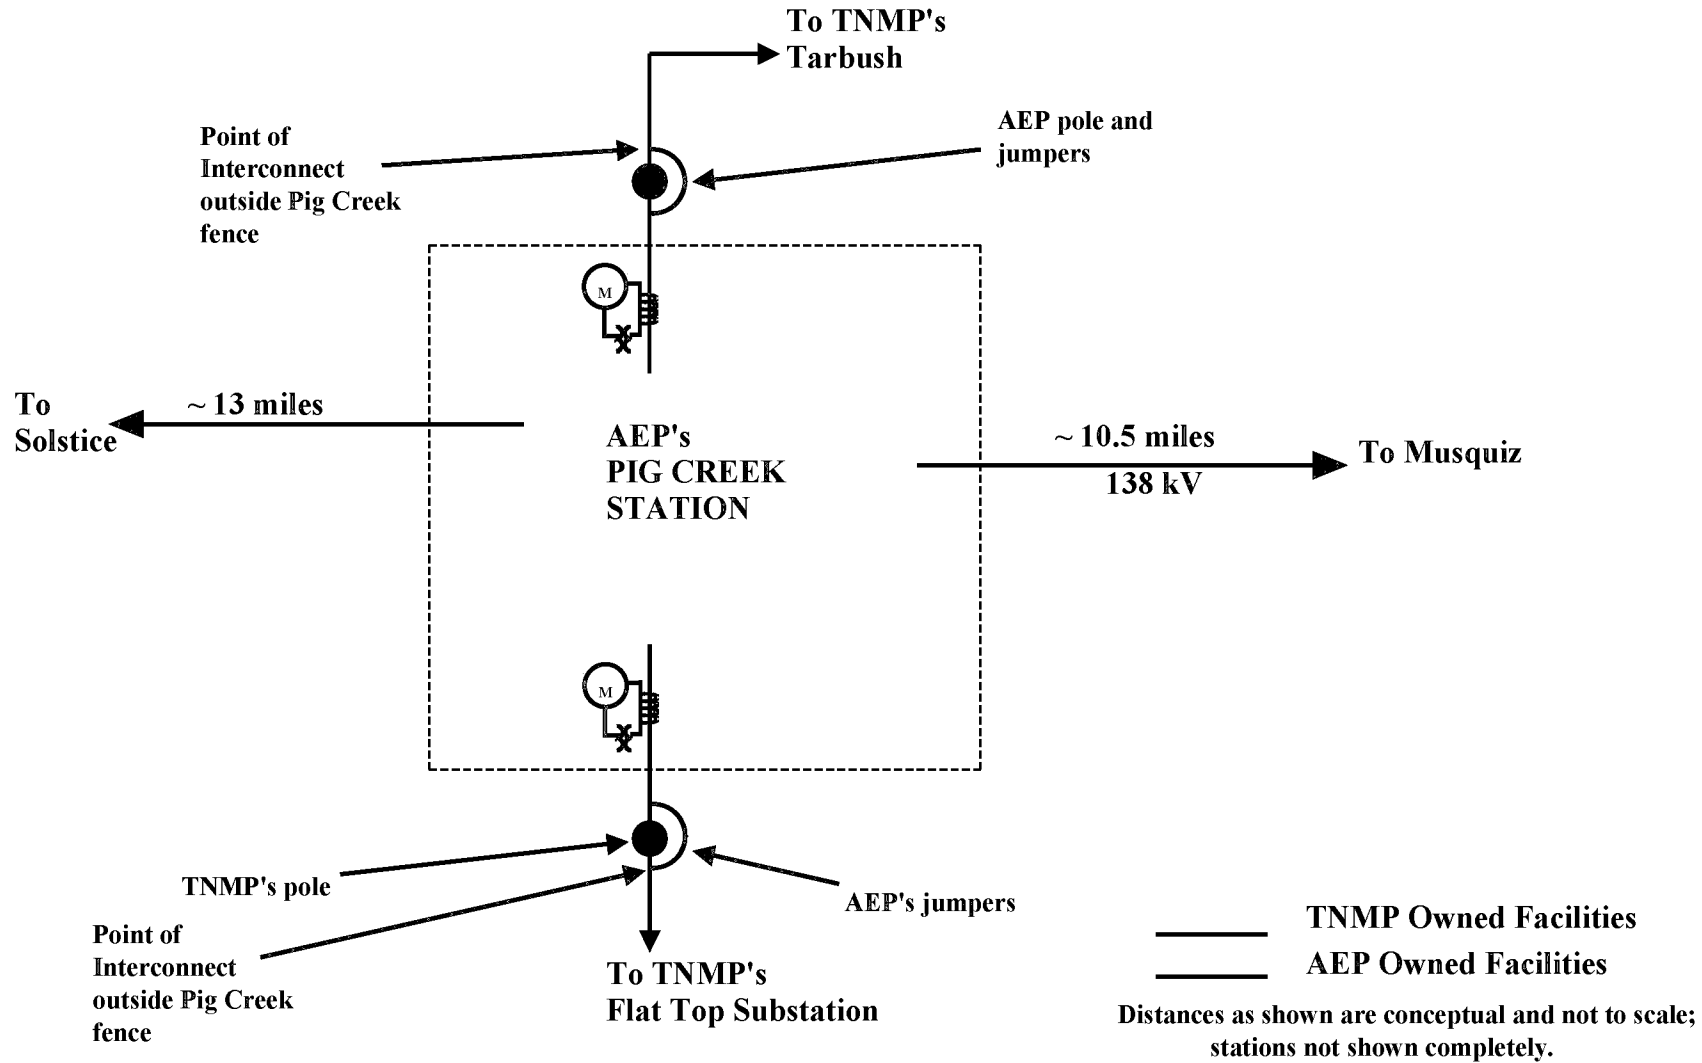 To TNMP's
Tarbush
Point of
Interconnect
outside Pig Creek
fence
AEP pole and
jumpers
M
To
Solstice
~ 13 miles
AEP's
PIG CREEK
STATION
~ 10.5 miles
138 kV
To Musquiz
M
TNMP's pole
Point of
Interconnect
outside Pig Creek
fence
AEP's jumpers
To TNMP's
Flat Top Substation
TNMP Owned Facilities
AEP Owned Facilities
Distances as shown are conceptual and not to scale;
stations not shown completely.